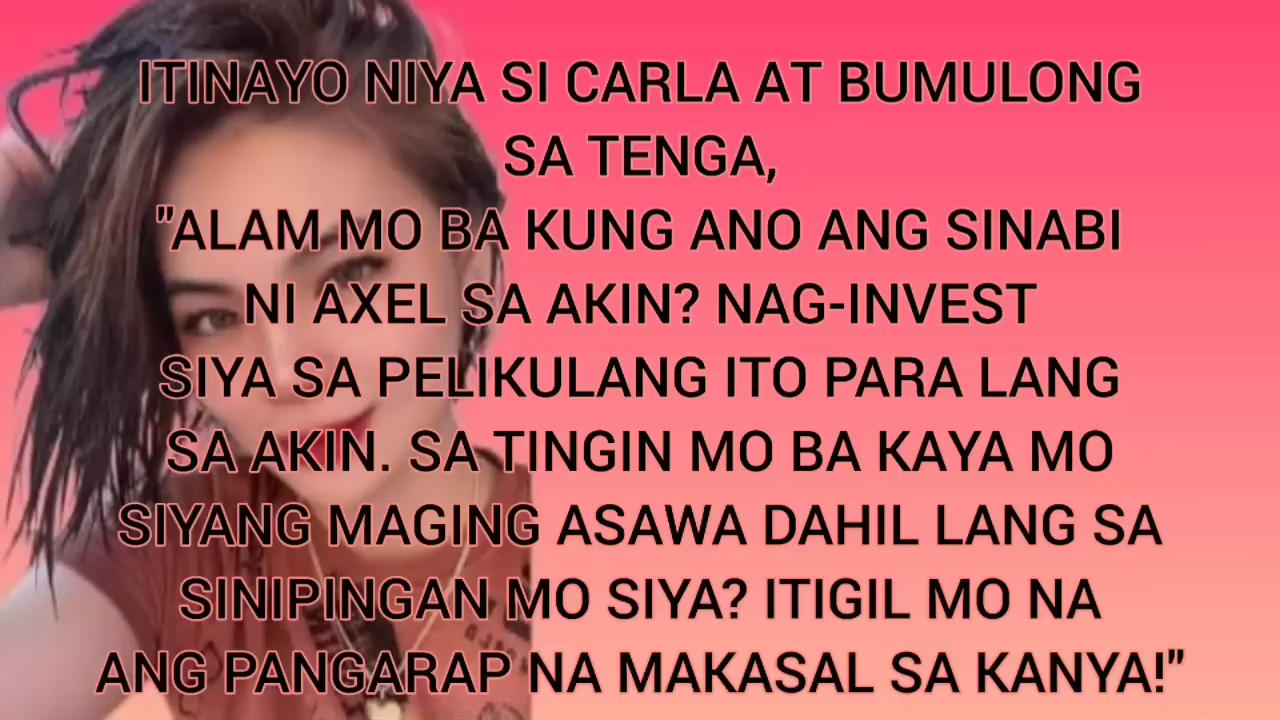 ITINAYO NIYA SI CARLA AT BUMULONG
SA TENGA,
"ALAM MO BA KUNG ANO ANG SINABI
NI AXEL SA AKIN? NAG-INVEST
SIYA SA PELIKULANG ITO PARA LANG
SA AKIN. SA TINGIN MO BA KAYA MO
SIYANG MAGING ASAWA DAHIL LANG SA
SINIPINGAN MO SIYA? ITIGIL MO NA
ANG PANGARAP NA MAKASAL SA KANYA!"